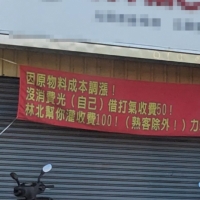 因原物料成本調漲！
沒消費光（自己）借打氣收費50！
林北幫你灌收費100！（熟客除外！）力